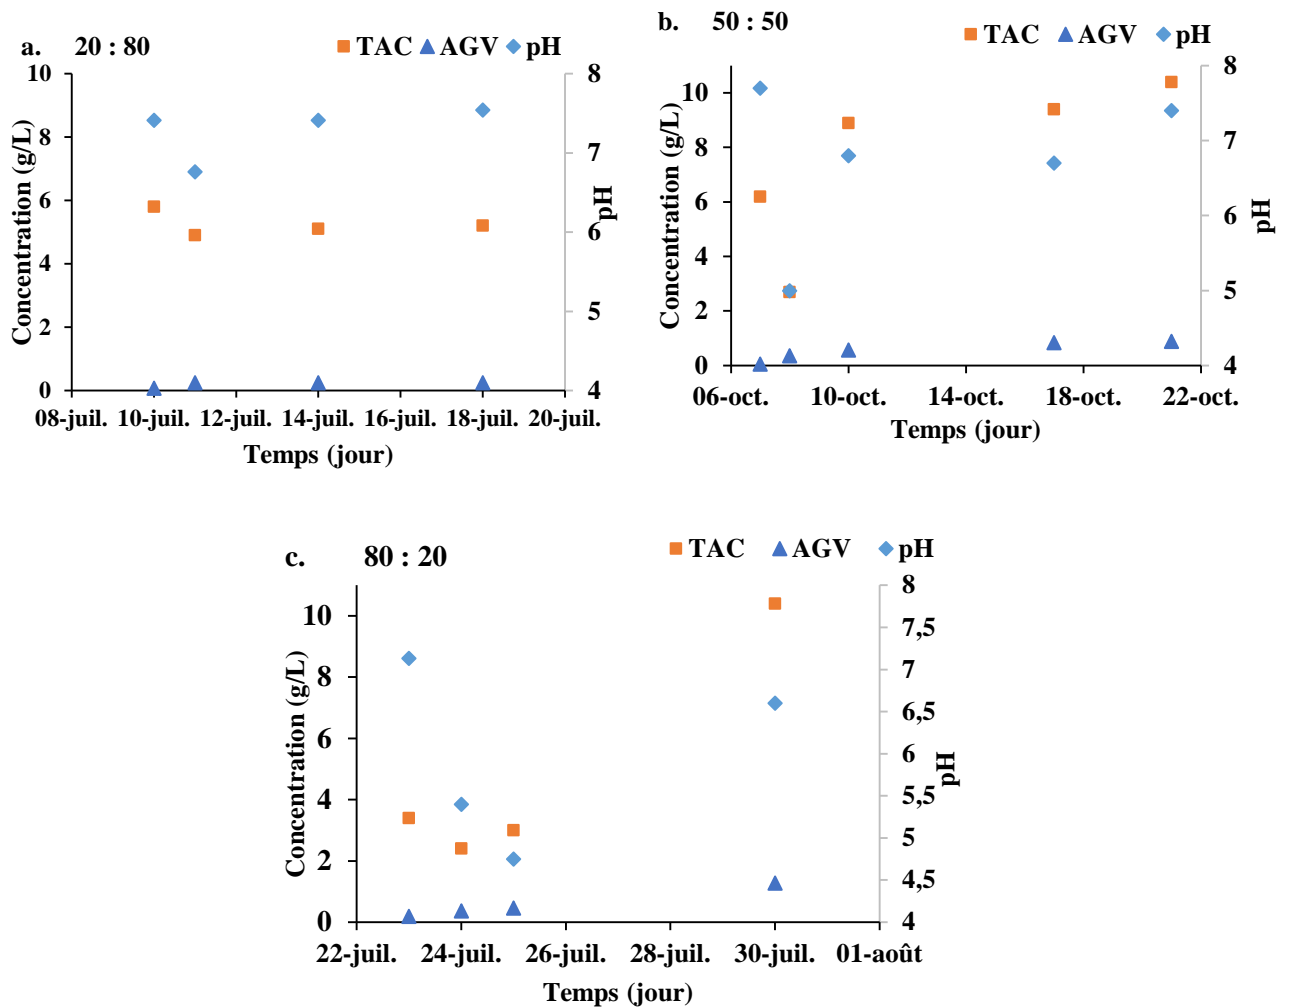 a. 20 : 80
TAC AGV pH
Concentration (g/L)
10
8
6
4
2
0
8
7
6
5
4
pH
08-juil. 10-juil. 12-juil. 14-juil. 16-juil. 18-juil. 20-juil.
Temps (jour)
b. 50 : 50
TAC AGV pH
Concentration (g/L)
10
8
6
4
2
0
8
7
6
5
4
pH
06-oct. 10-oct. 14-oct. 18-oct. 22-oct.
Temps (jour)
c. 80 : 20
TAC AGV pH
Concentration (g/L)
10
8
6
4
2
0
8
7,5
7
6,5
6
5,5
5
4,5
4
pH
22-juil. 24-juil. 26-juil. 28-juil. 30-juil. 01-août
Temps (jour)